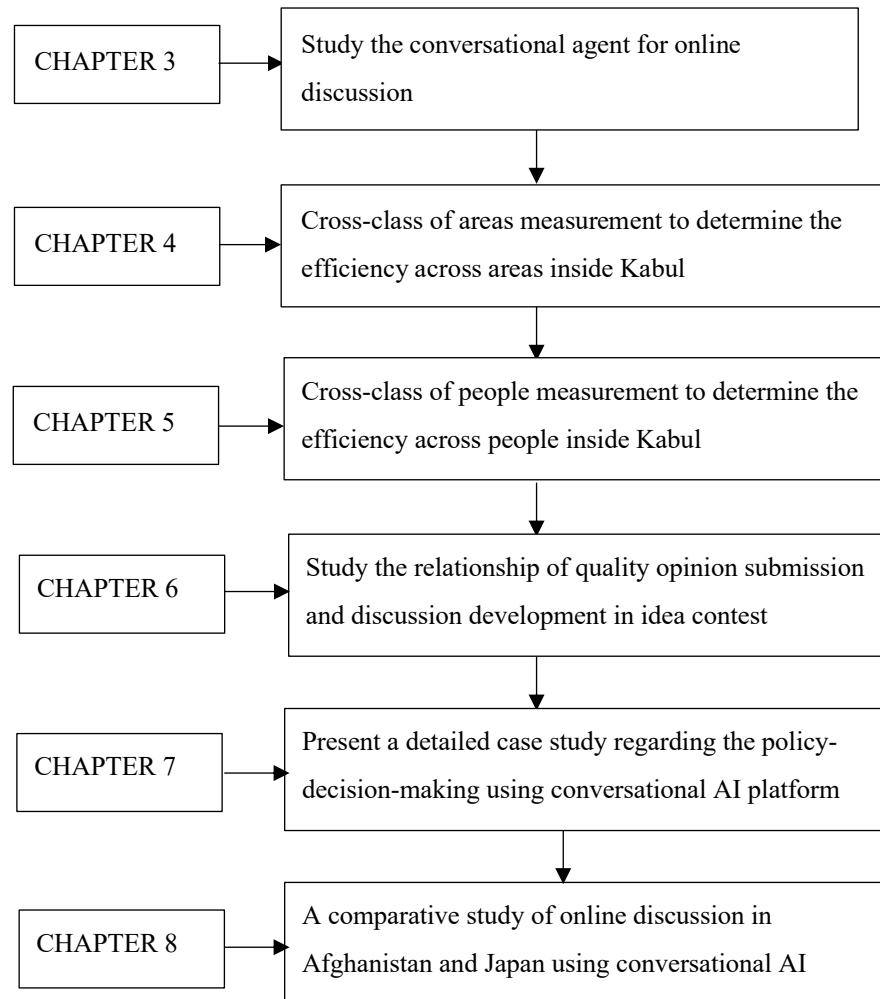 CHAPTER 3
Study the conversational agent for online
discussion
CHAPTER 4
Cross-class of areas measurement to determine the
efficiency across areas inside Kabul
CHAPTER 5
Cross-class of people measurement to determine the
efficiency across people inside Kabul
CHAPTER 6
Study the relationship of quality opinion submission
and discussion development in idea contest
CHAPTER 7
Present a detailed case study regarding the policy-
decision-making using conversational AI platform
CHAPTER 8
A comparative study of online discussion in
Afghanistan and Japan using conversational AI